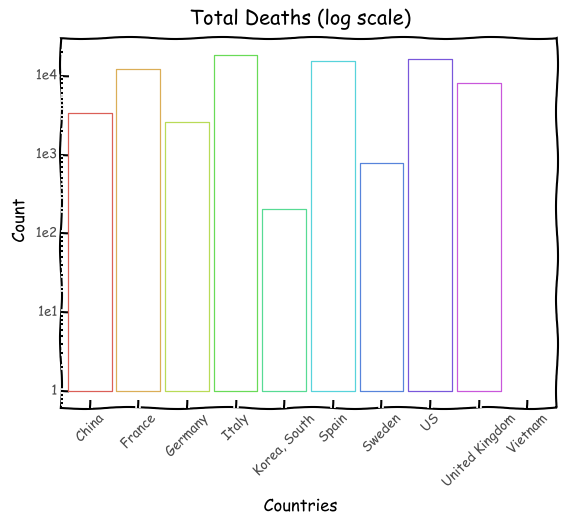 Total Deaths (log scale)
1e4
1e3
1e2
1e1
1
Count
China
France
Germany
Italy
Korea, South
Spain
Sweden
US
United Kingdom
Vietnam
Countries